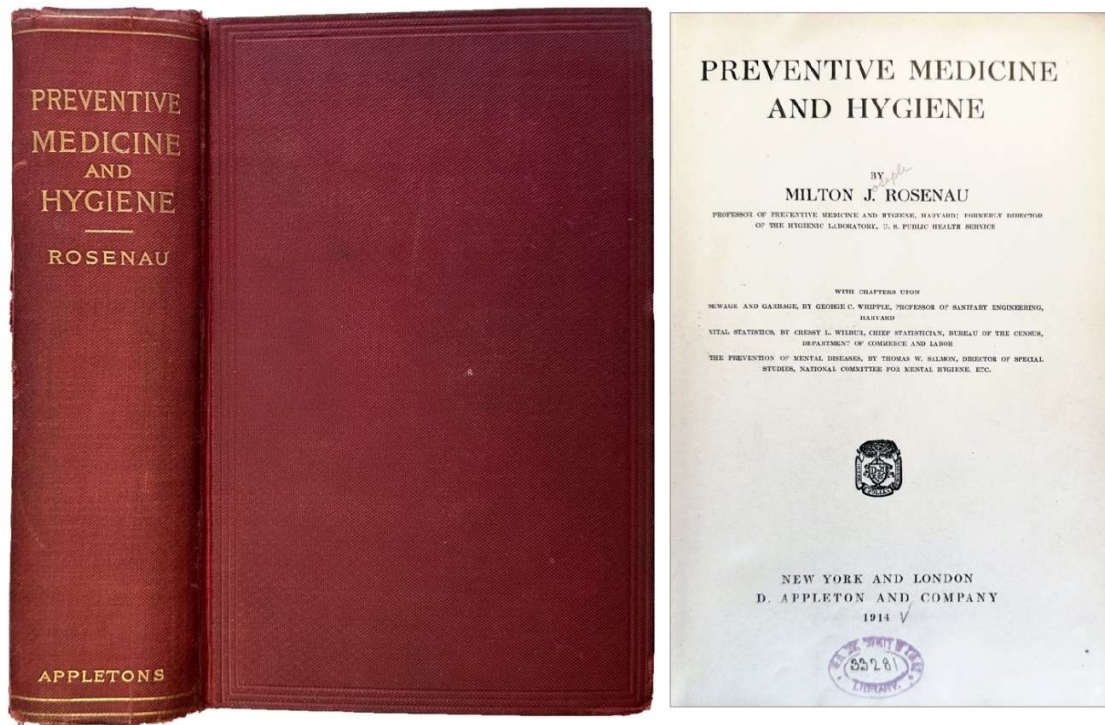 PREVENTIVE
MEDICINE
AND
HYGIENE
ROSENAU
APPLETONS
PREVENTIVE MEDICINE
AND HYGIENE
BY
oseph
MILTON J. ROSENAU
PROFESSOR OF PREVENTIVE MEDICINE AND HYGIENE, HARVARD; FORMERLY DIRECTOR
OF THE HYGIENIC LABORATORY, U. S. PUBLIC HEALTH SERVICE
WITH CHAPTERS UPON
SEWAGE AND GARBAGE, BY GEORGE C. WHIPPLE, PROFESSOR OF SANITARY ENGINEERING,
HARVARD
VITAL STATISTICS, BY CRESSY L. WILBUR, CHIEF STATISTICIAN, BUREAU OF THE CENSUS,
DEPARTMENT OF COMMERCE AND LABOR
THE PREVENTION OF MENTAL DISEASES, BY THOMAS W. SALMON, DIRECTOR OF SPECIAL
STUDIES, NATIONAL COMMITTEE FOR MENTAL HYGIENE, ETC.
NEW YORK AND LONDON
D. APPLETON AND COMPANY
1914
33281
LIBRARY.